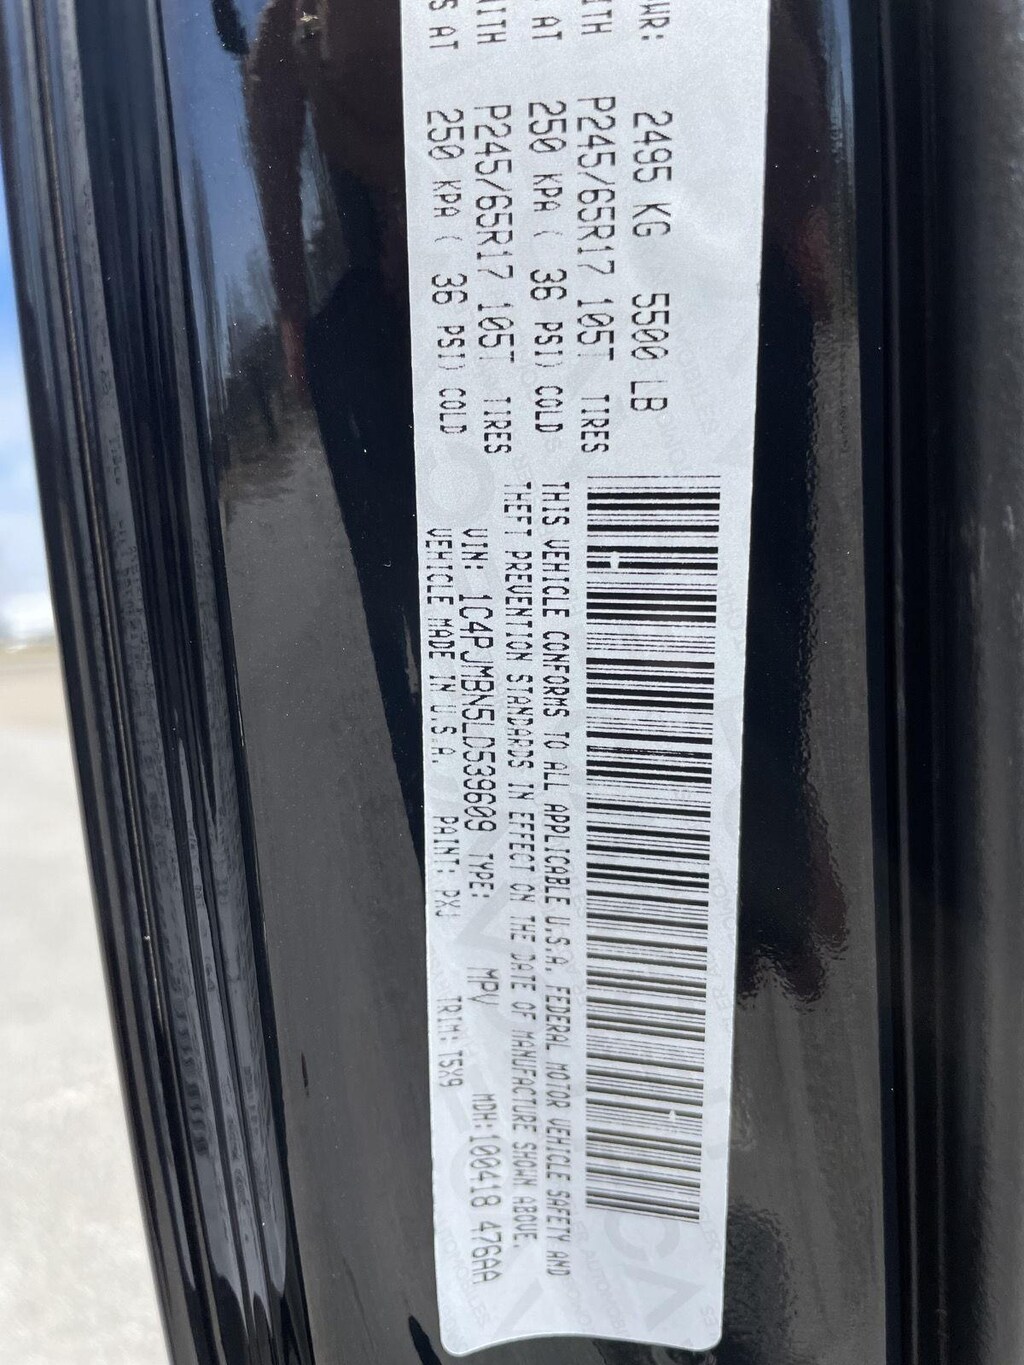 WR: 2495 KG 5500 LB
ITH P245/65R17 105T TIRES
AT 250 KPA ( 36 PSI) COLD
WITH P245/65R17 105T TIRES
S AT 250 KPA ( 36 PSI) COLD
THIS VEHICLE CONFORMS TO ALL APPLICABLE U.S.A. FEDERAL MOTOR VEHICLE SAFETY AND
THEFT PREVENTION STANDARDS IN EFFECT ON THE DATE OF MANUFACTURE SHOWN ABOVE.
VIN: 1C4PJMBN5LD539609 TYPE: MPV MDH:100418 476AA
VEHICLE MADE IN U.S.A. PAINT: PXJ TRIM: T5X9